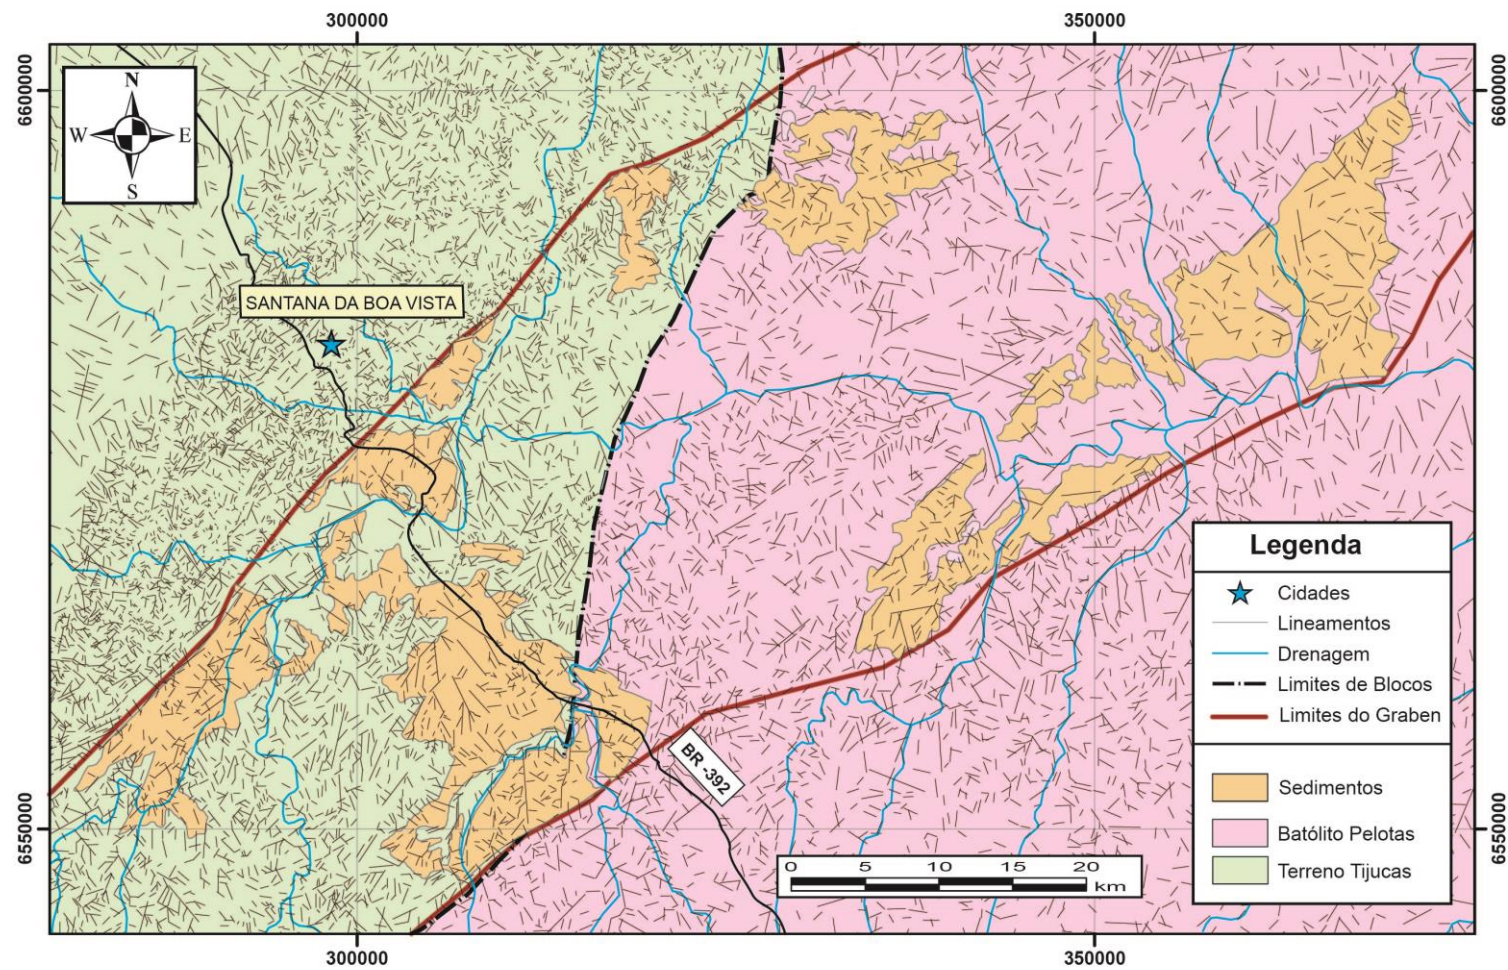 300000
350000
6600000
6600000
N
W
E
S
SANTANA DA BOA VISTA
Legenda
Cidades
Lineamentos
Drenagem
Limites de Blocos
Limites do Graben
BR -392
Sedimentos
Batólito Pelotas
Terreno Tijucas
6550000
6550000
0 5 10 15 20
km
300000
350000